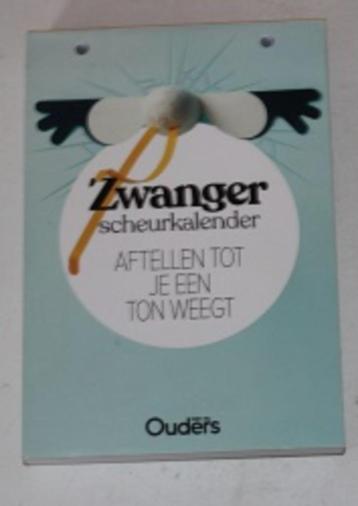 Zwanger
scheurkalender
AFTELLEN TOT
JE EEN
TON WEEGT
Ouders